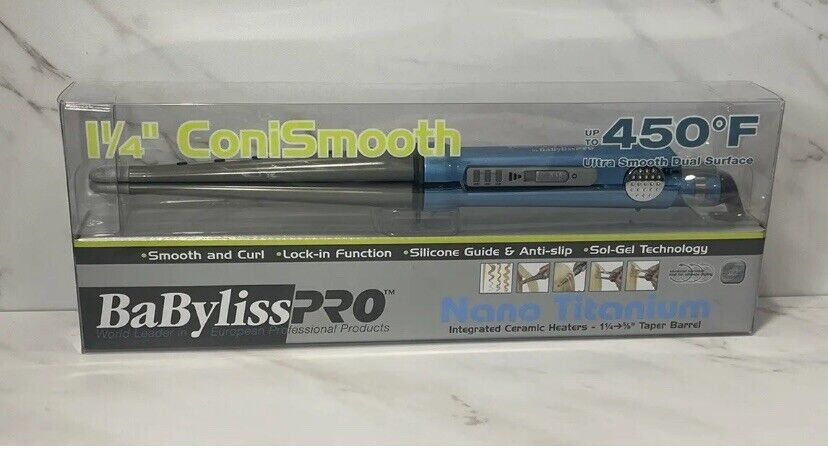 1¼" ConiSmooth
UP TO 450°F
Ultra Smooth Dual Surface
•Smooth and Curl •Lock-in Function •Silicone Guide & Anti-slip •Sol-Gel Technology
BaBylissPRO™
World Leader in European Professional Products
Nano Titanium™
Integrated Ceramic Heaters - 1¼→⅝" Taper Barrel